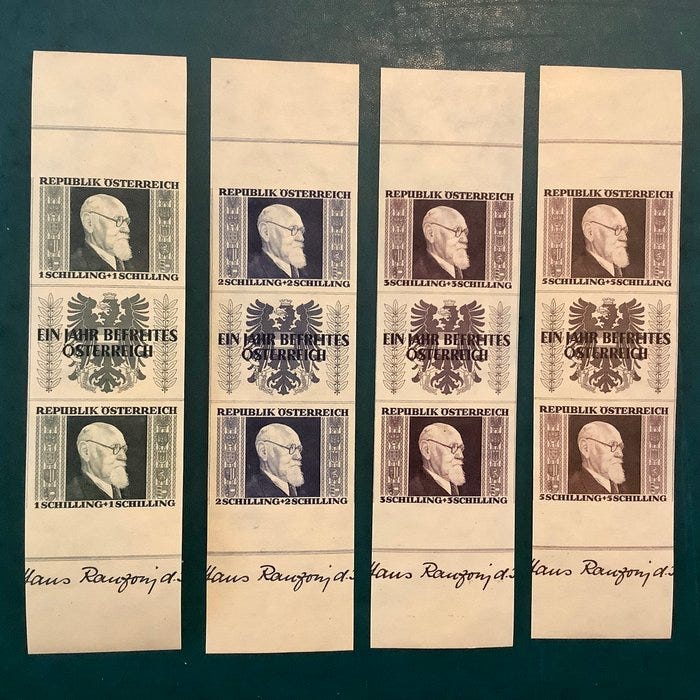 REPUBLIK ÖSTERREICH
1 SCHILLING+1 SCHILLING
EIN JAHR BEFREITES
ÖSTERREICH
REPUBLIK ÖSTERREICH
1 SCHILLING+1 SCHILLING
Hans Ranzoni d.
REPUBLIK ÖSTERREICH
2 SCHILLING+2 SCHILLING
EIN JAHR BEFREITES
ÖSTERREICH
REPUBLIK ÖSTERREICH
2 SCHILLING+2 SCHILLING
Hans Ranzoni d.
REPUBLIK ÖSTERREICH
3 SCHILLING+3 SCHILLING
EIN JAHR BEFREITES
ÖSTERREICH
REPUBLIK ÖSTERREICH
3 SCHILLING+3 SCHILLING
Hans Ranzoni d.
REPUBLIK ÖSTERREICH
5 SCHILLING+5 SCHILLING
EIN JAHR BEFREITES
ÖSTERREICH
REPUBLIK ÖSTERREICH
5 SCHILLING+5 SCHILLING
Hans Ranzoni d.